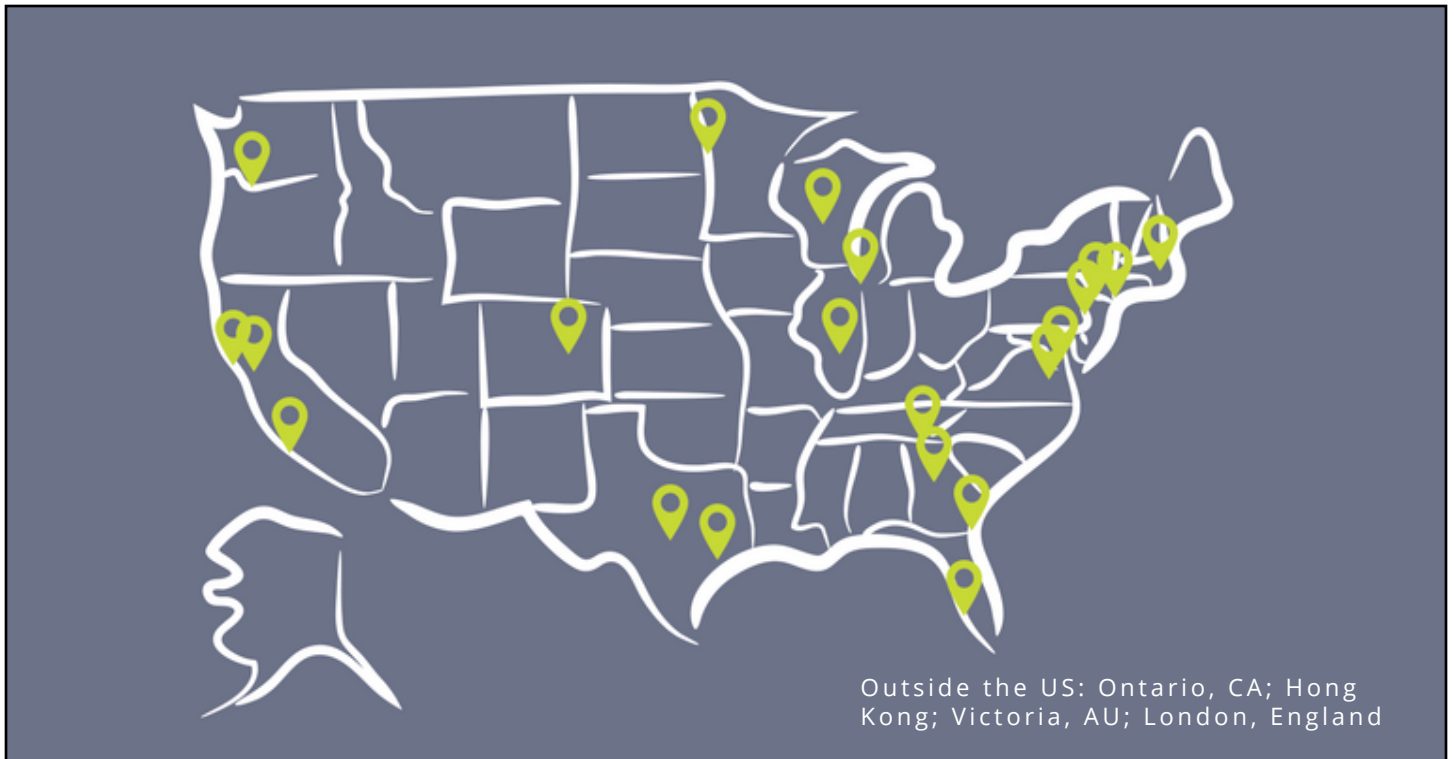 Outside the US: Ontario, CA; Hong
Kong; Victoria, AU; London, England